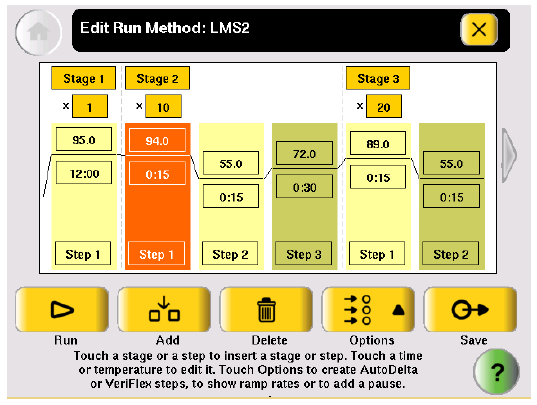 Edit Run Method: LMS2
Stage 1 Stage 2 Stage 3
x 1 x 10 x 20
95.0 94.0 55.0 72.0 89.0 55.0
12:00 0:15 0:15 0:30 0:15 0:15
Step 1 Step 1 Step 2 Step 3 Step 1 Step 2
Run Add Delete Options Save
Touch a stage or a step to insert a stage or step. Touch a time
or temperature to edit it. Touch Options to create AutoDelta
or VeriFlex steps, to show ramp rates or to add a pause.
?